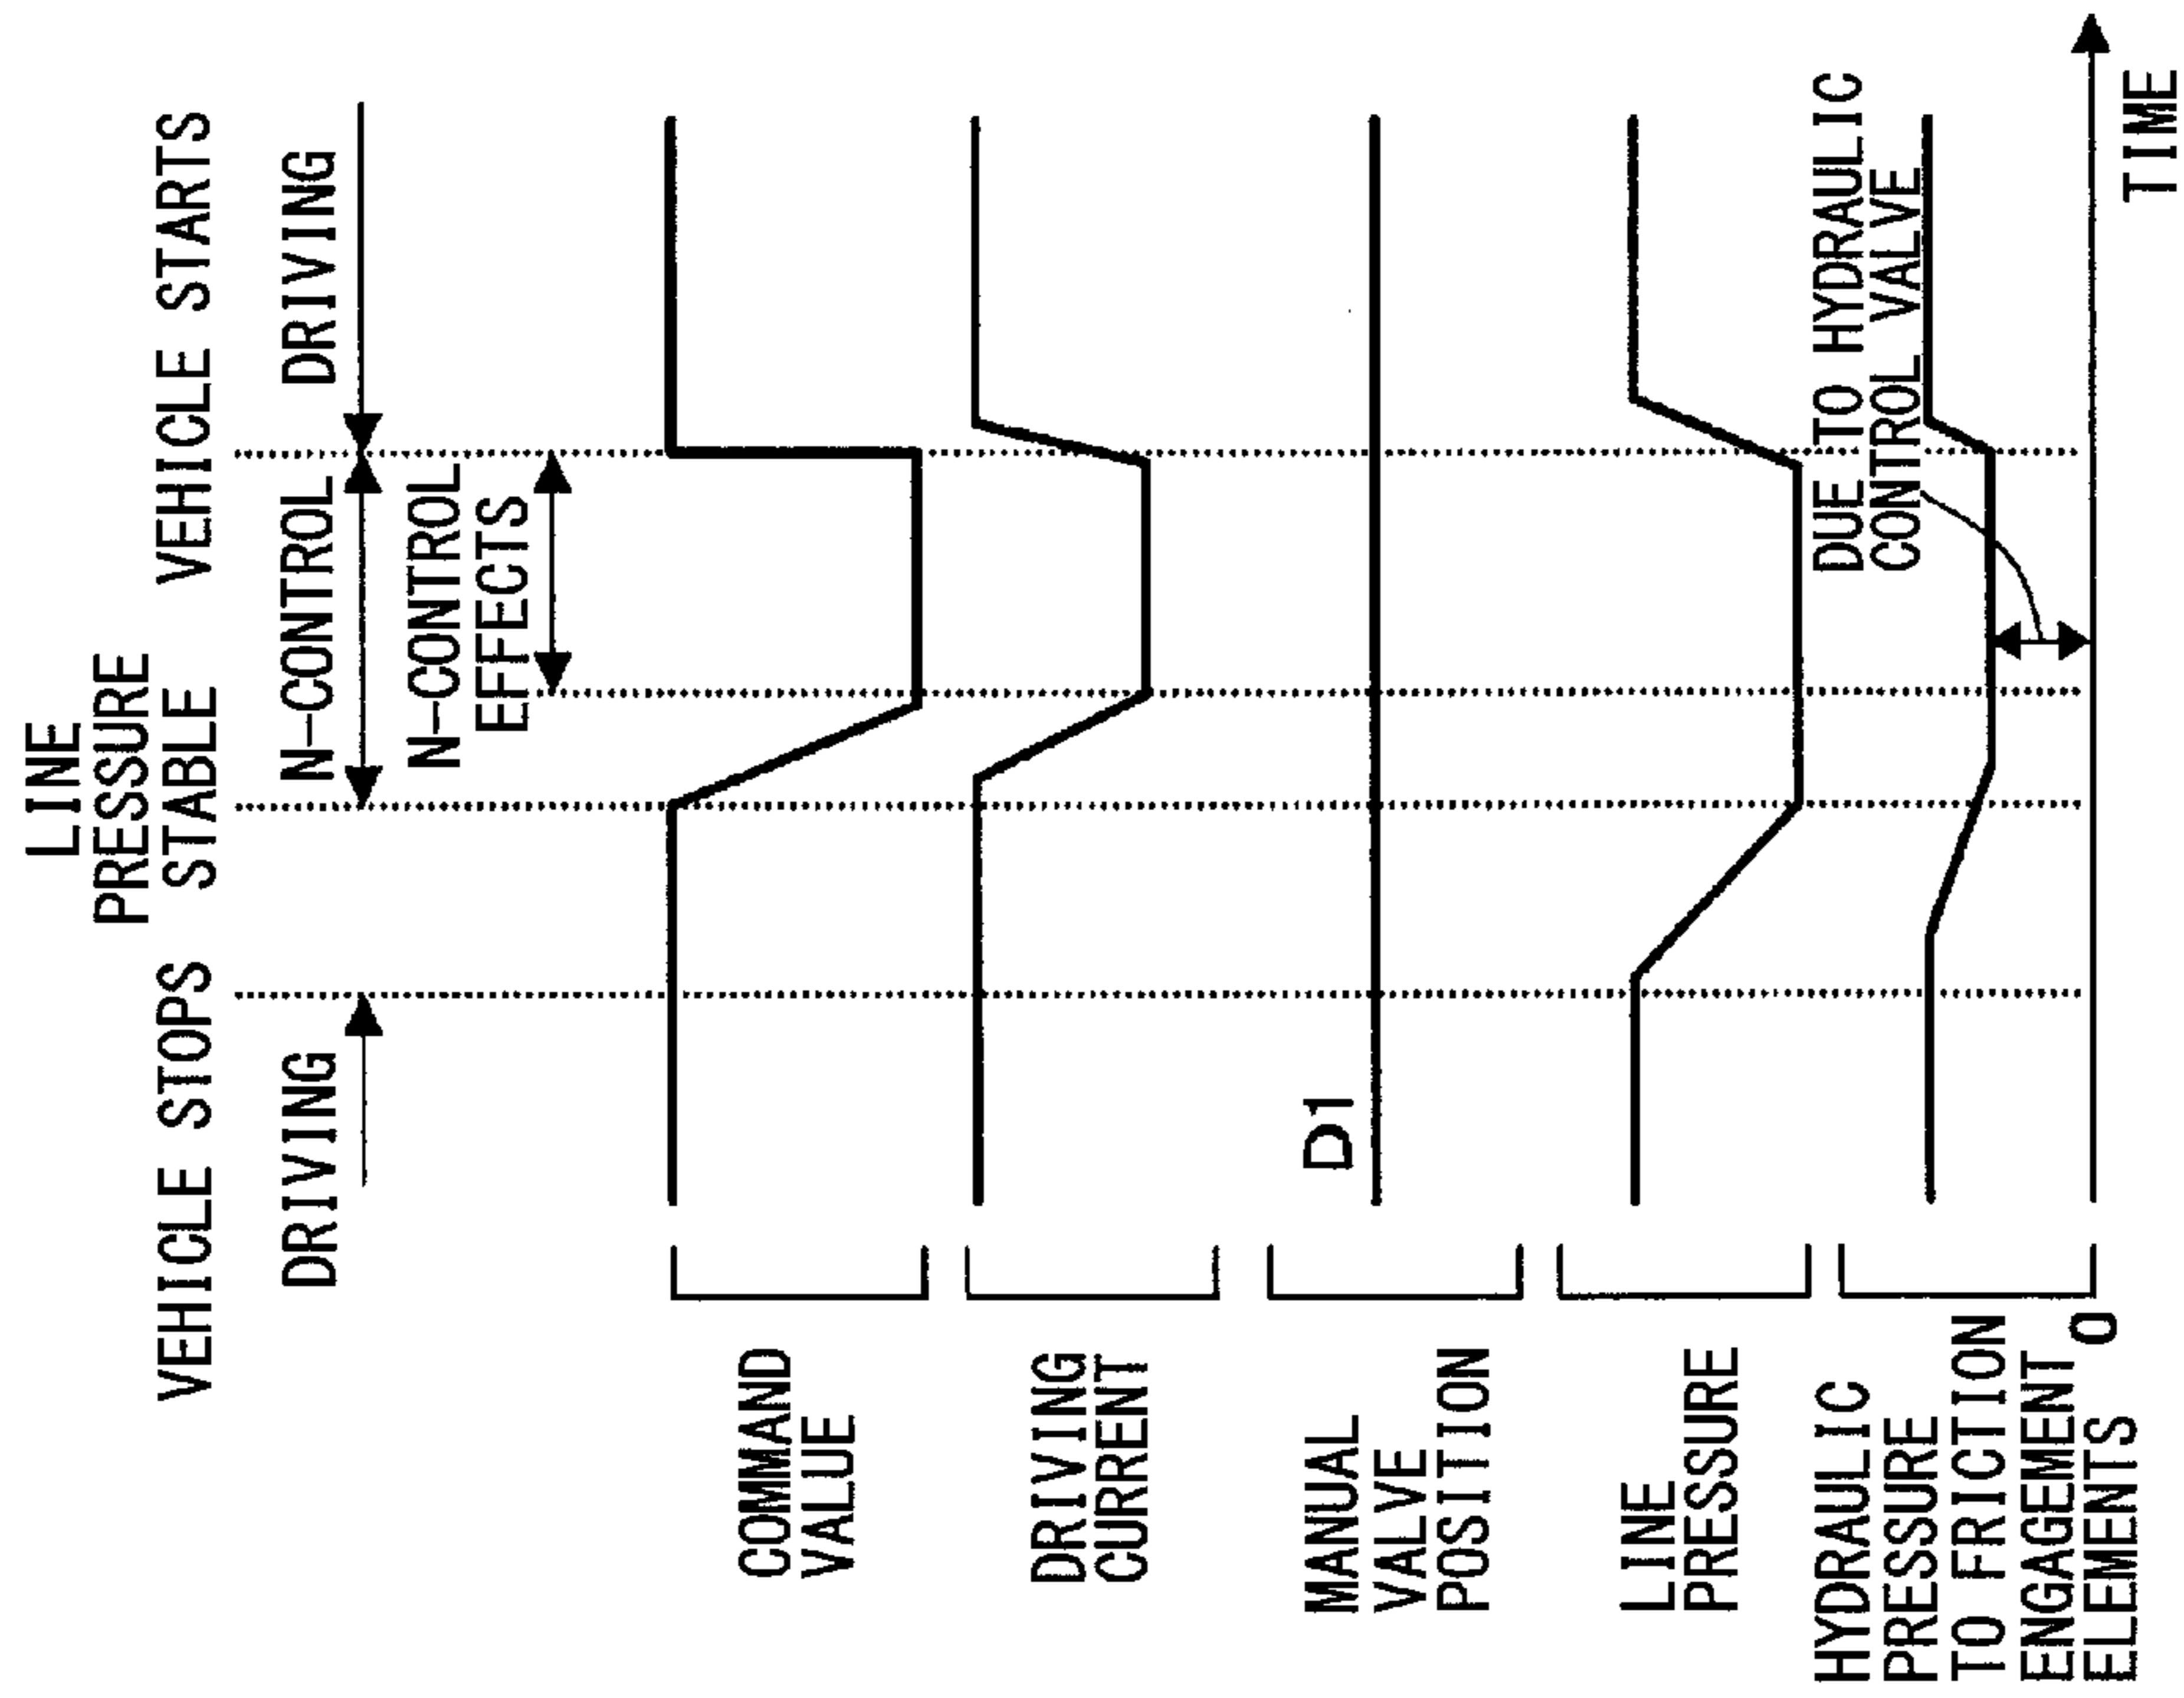 LINE
PRESSURE
STABLE
VEHICLE STOPS
VEHICLE STARTS
DRIVING
N-CONTROL
DRIVING
N-CONTROL
EFFECTS
COMMAND
VALUE
DRIVING
CURRENT
MANUAL
VALVE
POSITION
D1
LINE
PRESSURE
DUE TO HYDRAULIC
CONTROL VALVE
HYDRAULIC
PRESSURE
TO FRICTION
ENGAGEMENT
ELEMENTS
0
TIME